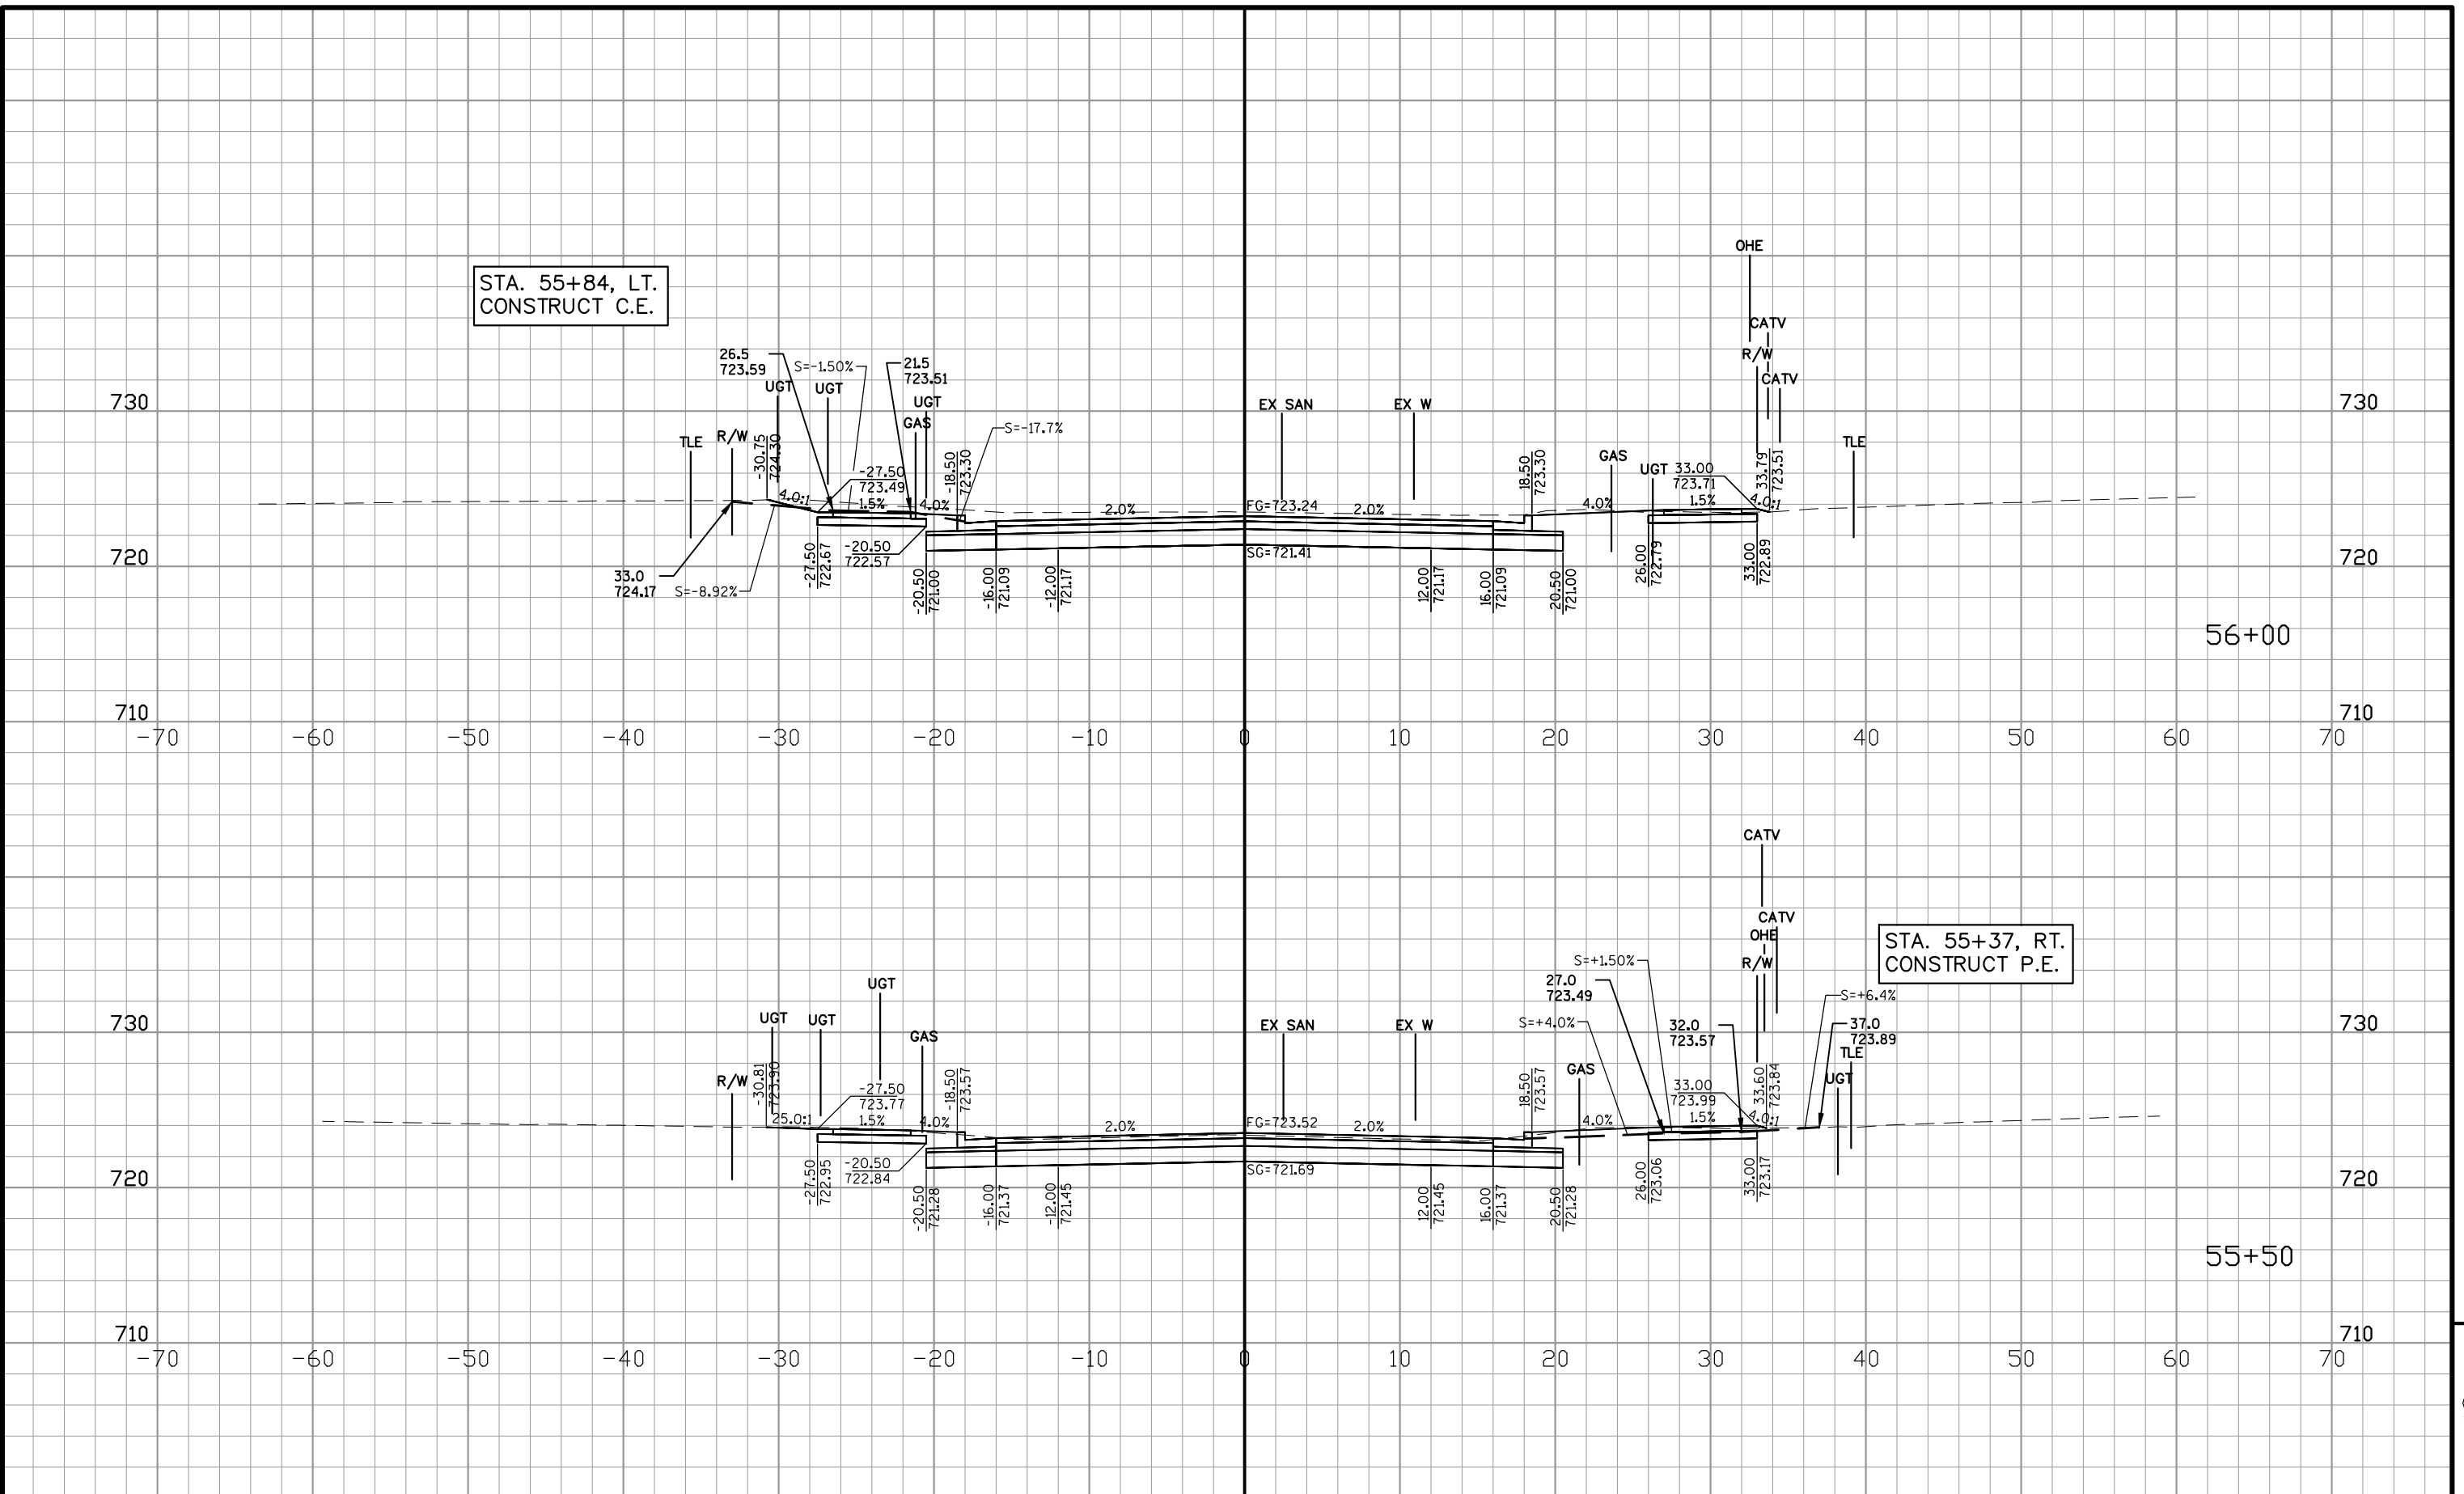 OHE
STA. 55+84, LT.
CONSTRUCT C.E.
CATV
26.5
723.59
S=-1.50%
21.5
723.51
R/W
CATV
UGT
UGT
UGT
GAS
730
EX SAN
EX W
730
TLE
R/W
-30.75
724.30
S=-17.7%
-18.50
723.30
18.50
723.30
GAS
UGT
33.00
723.71
33.79
723.51
TLE
4.0:1
-27.50
723.49
1.5%
4.0%
2.0%
FG=723.24
2.0%
4.0%
1.5%
4.0:1
720
33.0
724.17
S=-8.92%
-27.50
722.67
-20.50
722.57
-20.50
721.00
-16.00
721.09
-12.00
721.17
SG=721.41
12.00
721.17
16.00
721.09
20.50
721.00
26.00
722.79
33.00
722.89
720
56+00
710
710
-70 -60 -50 -40 -30 -20 -10 0 10 20 30 40 50 60 70
CATV
CATV
OHE
R/W
STA. 55+37, RT.
CONSTRUCT P.E.
S=+1.50%
27.0
723.49
S=+6.4%
UGT
UGT
UGT
GAS
730
EX SAN
EX W
S=+4.0%
32.0
723.57
37.0
723.89
730
TLE
R/W
-30.81
723.90
-18.50
723.57
18.50
723.57
GAS
33.00
723.99
33.60
723.84
UGT
25.0:1
-27.50
723.77
1.5%
4.0%
2.0%
FG=723.52
2.0%
4.0%
1.5%
4.0:1
720
-27.50
722.95
-20.50
722.84
-20.50
721.28
-16.00
721.37
-12.00
721.45
SG=721.69
12.00
721.45
16.00
721.37
20.50
721.28
26.00
723.06
33.00
723.17
720
55+50
710
710
-70 -60 -50 -40 -30 -20 -10 0 10 20 30 40 50 60 70